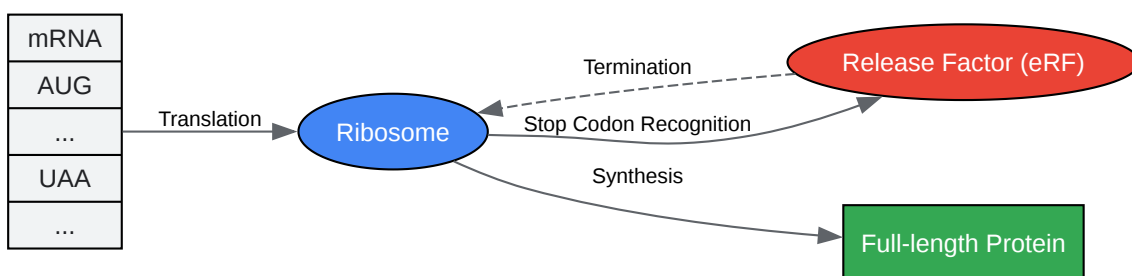 mRNA
AUG
...
UAA
...
Translation
Ribosome
Termination
Stop Codon Recognition
Synthesis
Release Factor (eRF)
Full-length Protein